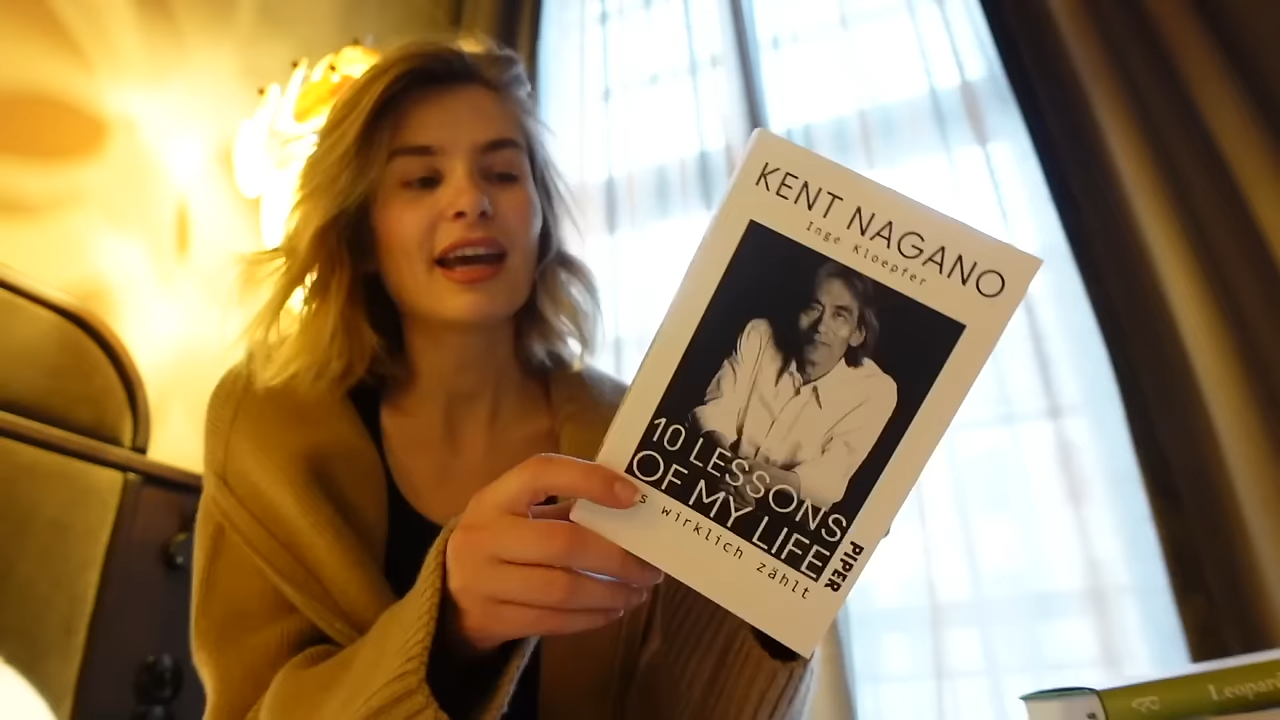 KENT NAGANO
Inge Kloepfer
10 LESSONS
OF MY LIFE
wirklich zählt
PIPER